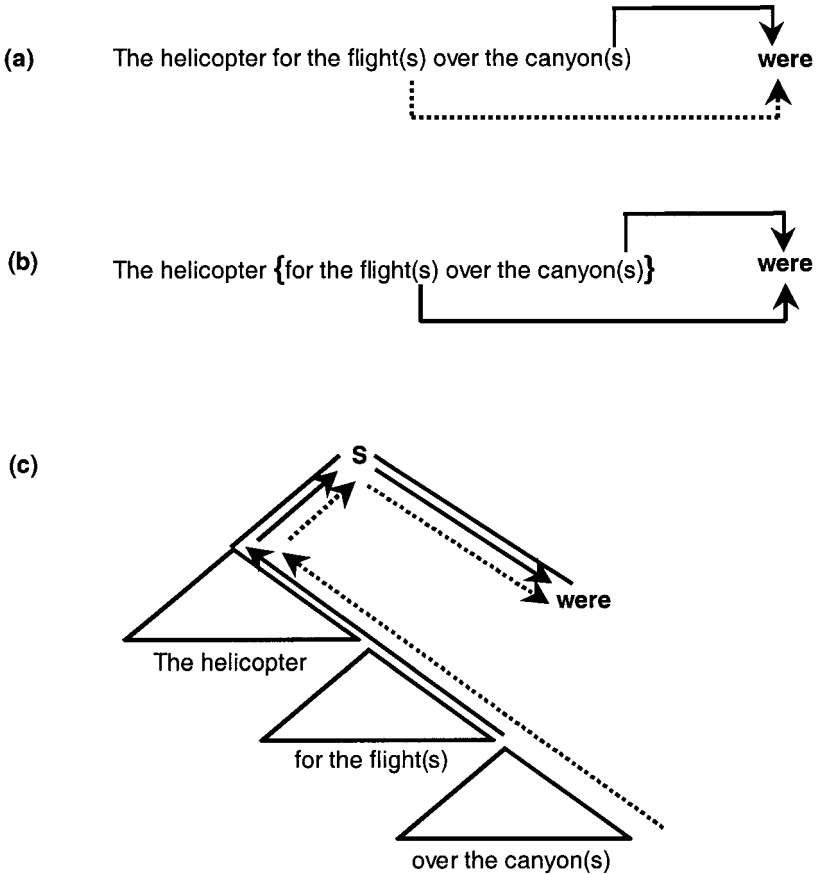 (a) The helicopter for the flight(s) over the canyon(s) were
(b) The helicopter {for the flight(s) over the canyon(s)} were
(c) S
were
The helicopter
for the flight(s)
over the canyon(s)